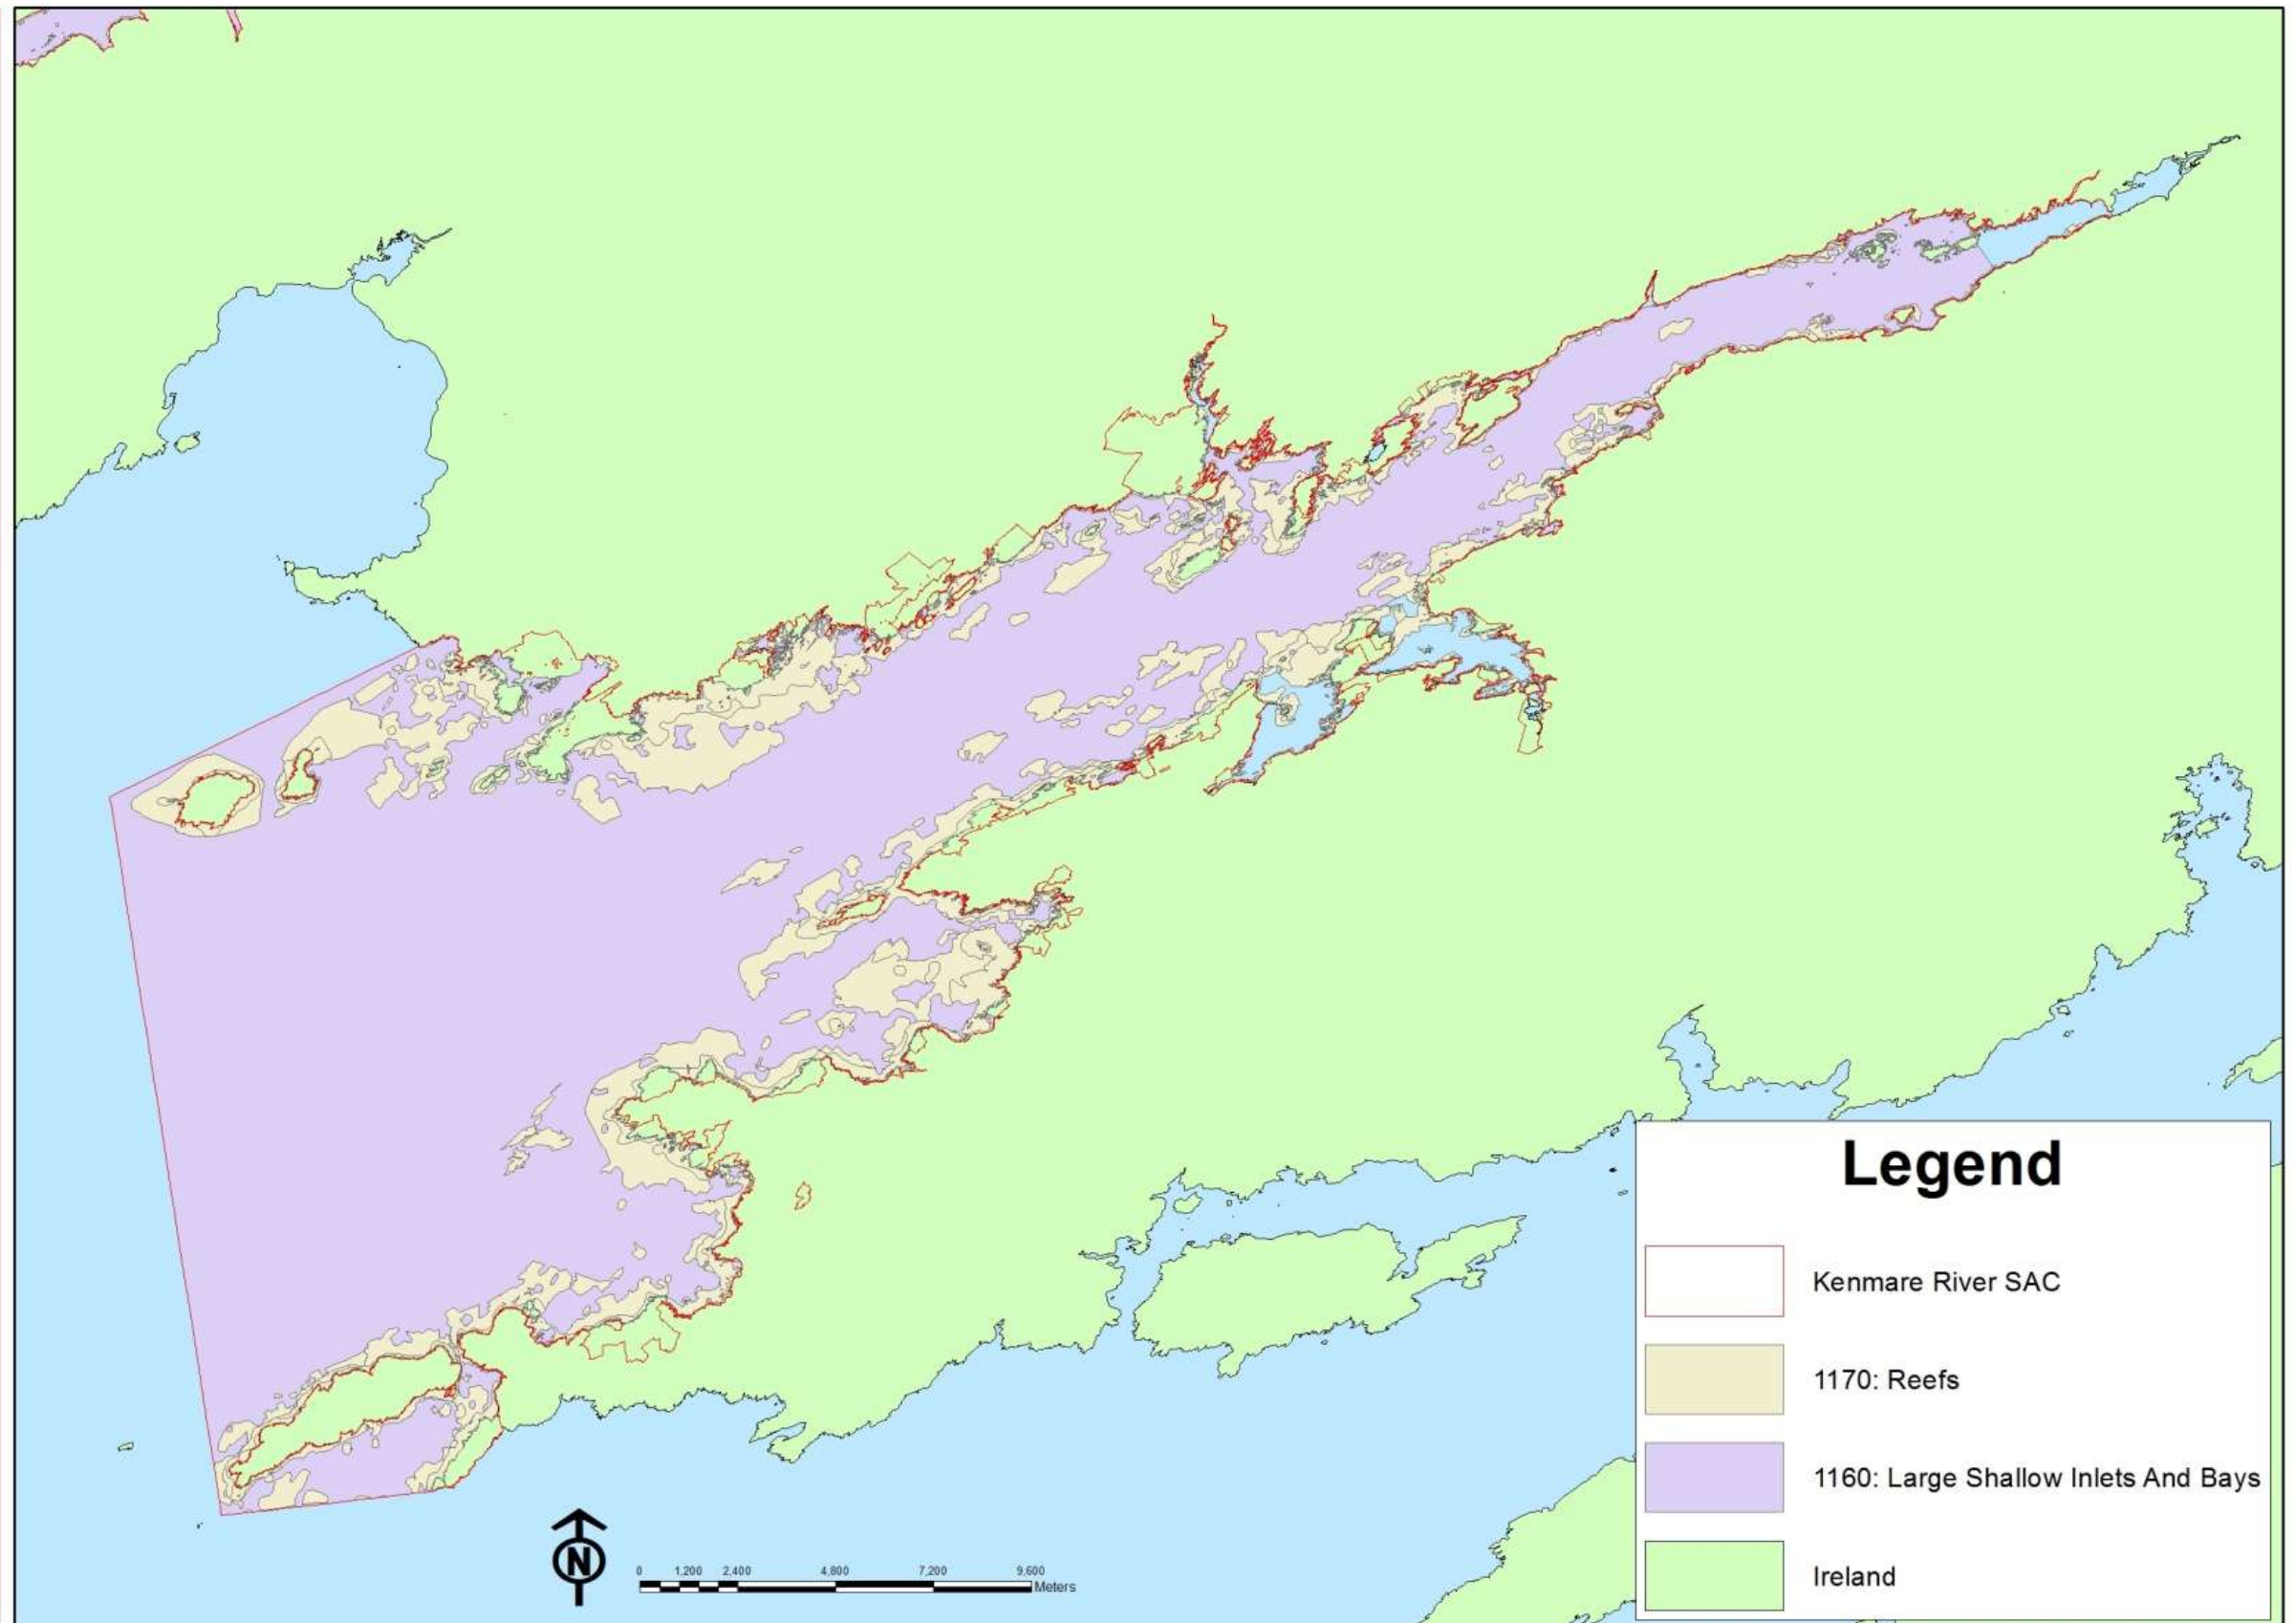 Legend
Kenmare River SAC
1170: Reefs
1160: Large Shallow Inlets And Bays
Ireland
N
0 1,200 2,400 4,800 7,200 9,600
Meters